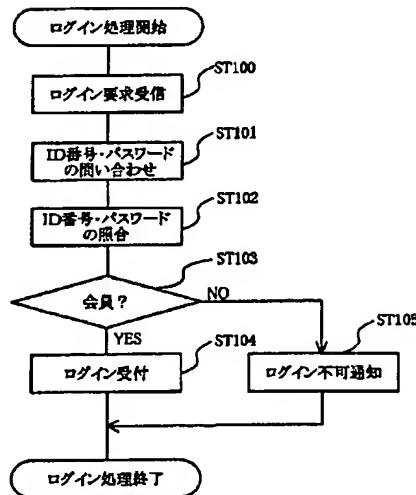 ログイン処理開始
ST100
ログイン要求受信
ST101
ID番号・パスワード
の問い合わせ
ST102
ID番号・パスワード
の照合
ST103
会員?
NO
YES
ST104
ログイン受付
ST105
ログイン不可通知
ログイン処理終了